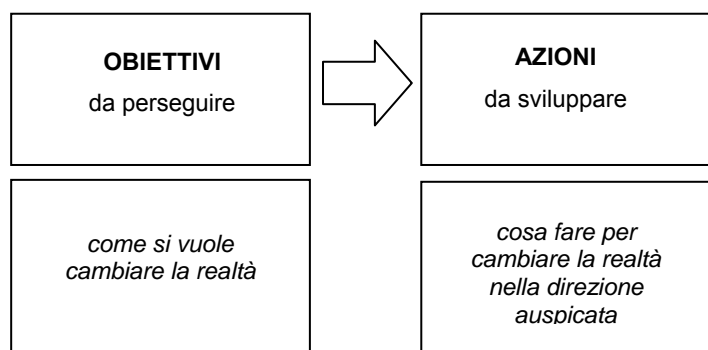 OBIETTIVI
da perseguire
AZIONI
da sviluppare
come si vuole
cambiare la realtà
cosa fare per
cambiare la realtà
nella direzione
auspicata